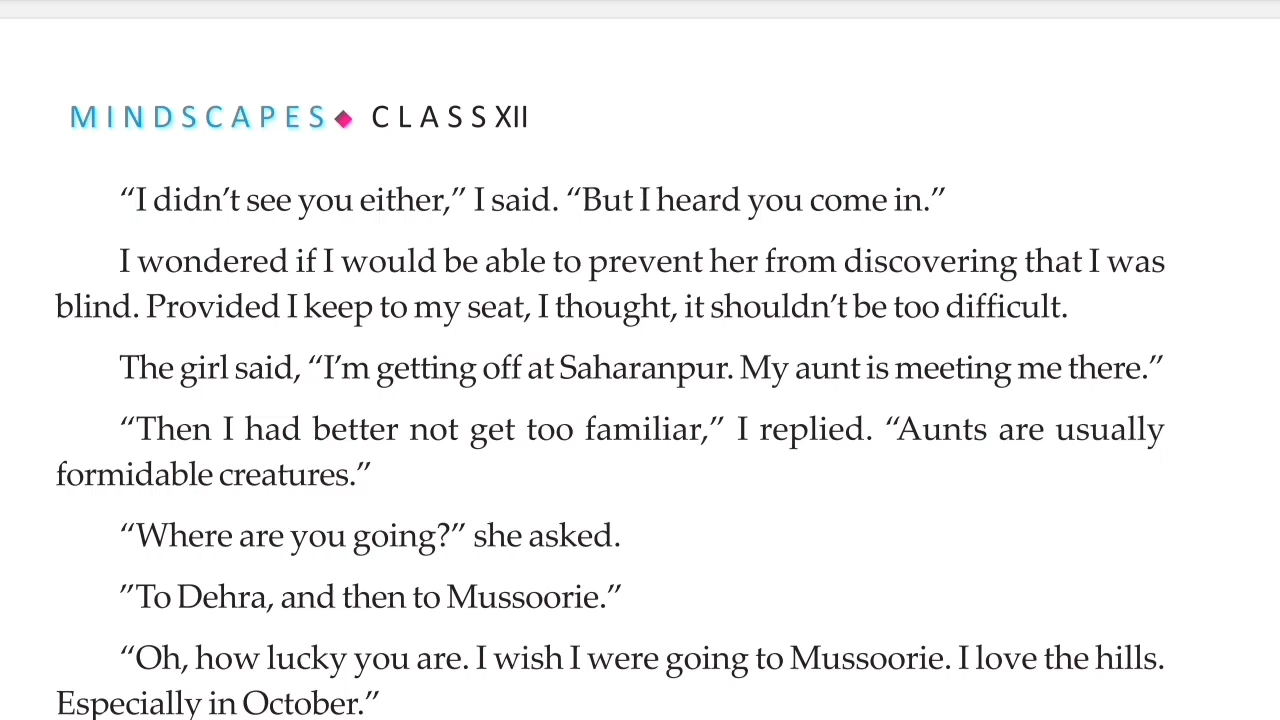 MINDSCAPES◆ CLASS XII
“I didn’t see you either,” I said. “But I heard you come in.”
I wondered if I would be able to prevent her from discovering that I was
blind. Provided I keep to my seat, I thought, it shouldn’t be too difficult.
The girl said, “I’m getting off at Saharanpur. My aunt is meeting me there.”
“Then I had better not get too familiar,” I replied. “Aunts are usually
formidable creatures.”
“Where are you going?” she asked.
”To Dehra, and then to Mussoorie.”
“Oh, how lucky you are. I wish I were going to Mussoorie. I love the hills.
Especially in October.”